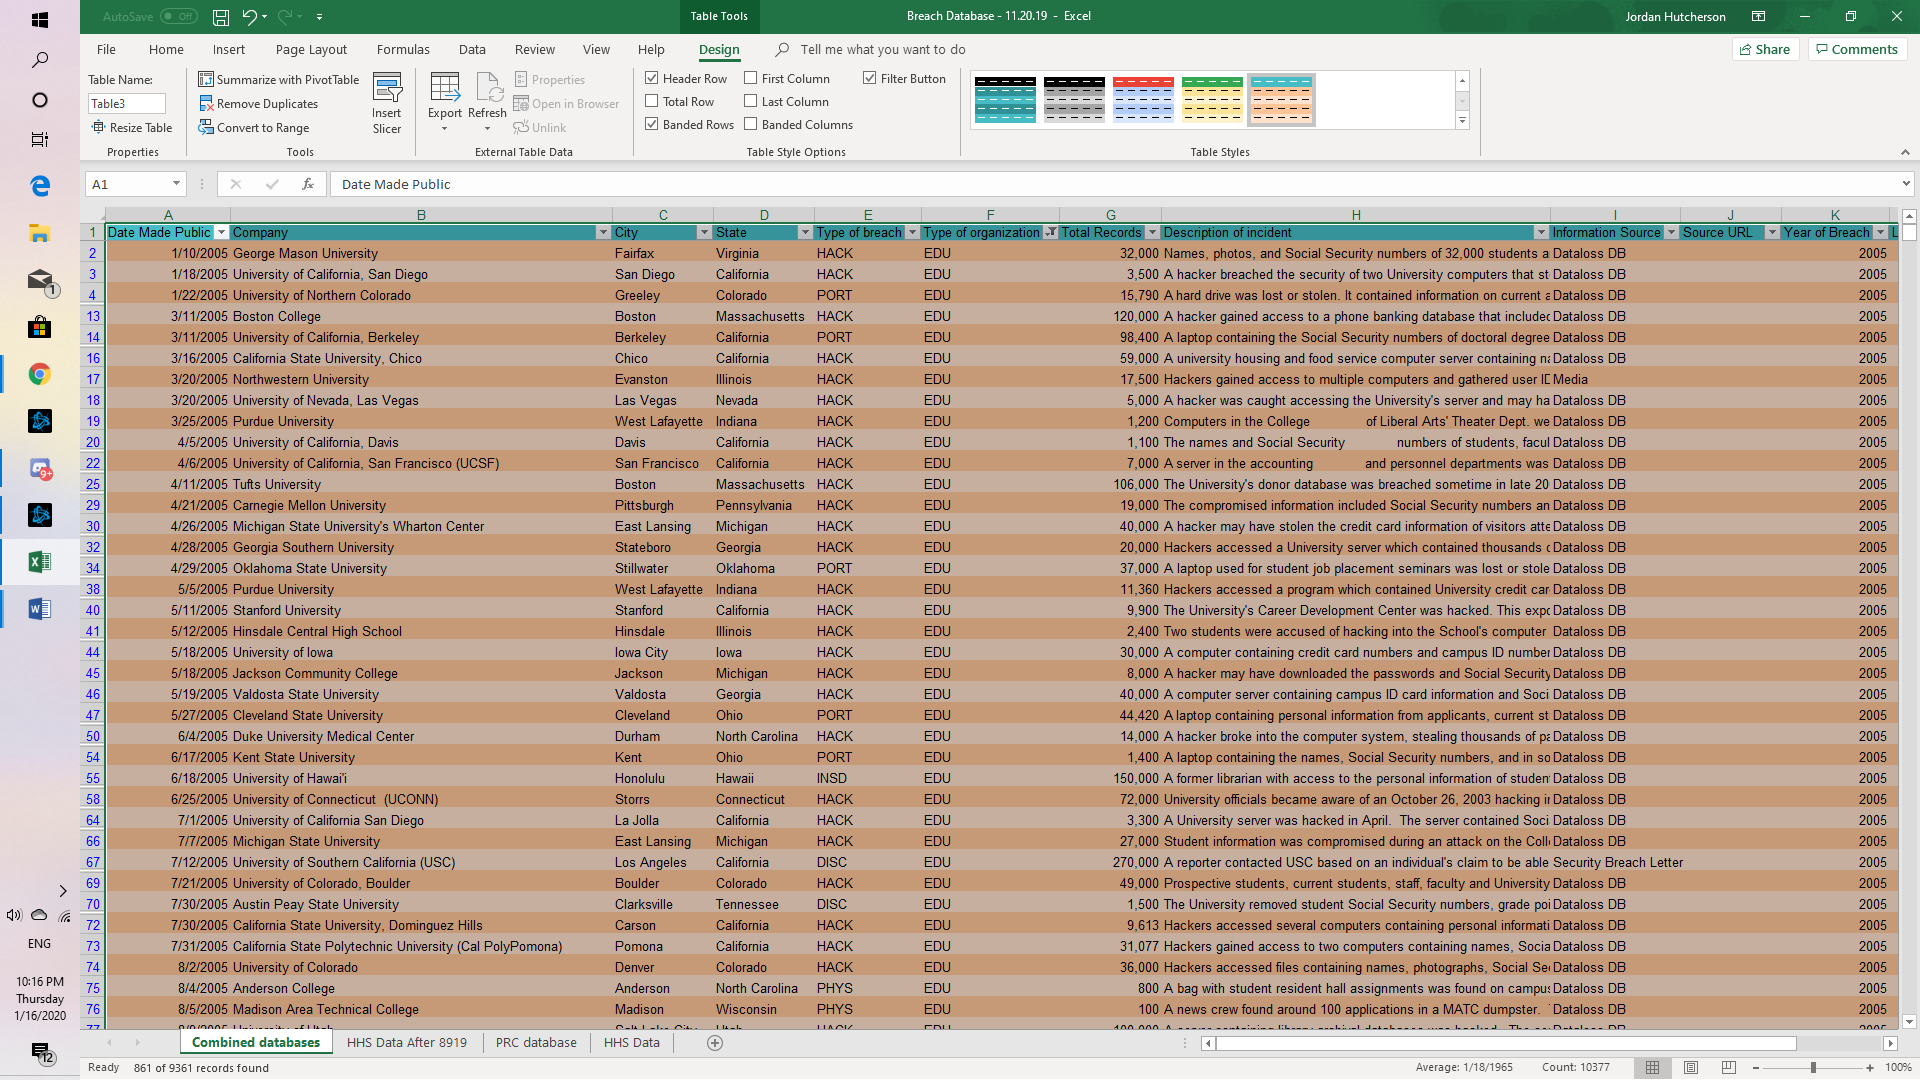 AutoSave Off
Table Tools
Breach Database - 11.20.19 - Excel
Jordan Hutcherson
File Home Insert Page Layout Formulas Data Review View Help Design Tell me what you want to do
Share Comments
Table Name:
Table3
Resize Table
Properties
Summarize with PivotTable
Remove Duplicates
Convert to Range
Insert Slicer
Tools
Export Refresh
Properties
Open in Browser
Unlink
External Table Data
Header Row First Column Filter Button
Total Row Last Column
Banded Rows Banded Columns
Table Style Options
Table Styles
A1 fx Date Made Public
A B C D E F G H I J K
1 Date Made Public Company City State Type of breach Type of organization Total Records Description of incident Information Source Source URL Year of Breach L
2 1/10/2005 George Mason University Fairfax Virginia HACK EDU 32,000 Names, photos, and Social Security numbers of 32,000 students a Dataloss DB 2005
3 1/18/2005 University of California, San Diego San Diego California HACK EDU 3,500 A hacker breached the security of two University computers that st Dataloss DB 2005
4 1/22/2005 University of Northern Colorado Greeley Colorado PORT EDU 15,790 A hard drive was lost or stolen. It contained information on current a Dataloss DB 2005
13 3/11/2005 Boston College Boston Massachusetts HACK EDU 120,000 A hacker gained access to a phone banking database that include Dataloss DB 2005
14 3/11/2005 University of California, Berkeley Berkeley California PORT EDU 98,400 A laptop containing the Social Security numbers of doctoral degree Dataloss DB 2005
16 3/16/2005 California State University, Chico Chico California HACK EDU 59,000 A university housing and food service computer server containing na Dataloss DB 2005
17 3/20/2005 Northwestern University Evanston Illinois HACK EDU 17,500 Hackers gained access to multiple computers and gathered user ID Media 2005
18 3/20/2005 University of Nevada, Las Vegas Las Vegas Nevada HACK EDU 5,000 A hacker was caught accessing the University's server and may ha Dataloss DB 2005
19 3/25/2005 Purdue University West Lafayette Indiana HACK EDU 1,200 Computers in the College of Liberal Arts' Theater Dept. we Dataloss DB 2005
20 4/5/2005 University of California, Davis Davis California HACK EDU 1,100 The names and Social Security numbers of students, facul Dataloss DB 2005
22 4/6/2005 University of California, San Francisco (UCSF) San Francisco California HACK EDU 7,000 A server in the accounting and personnel departments was Dataloss DB 2005
25 4/11/2005 Tufts University Boston Massachusetts HACK EDU 106,000 The University's donor database was breached sometime in late 20 Dataloss DB 2005
29 4/21/2005 Carnegie Mellon University Pittsburgh Pennsylvania HACK EDU 19,000 The compromised information included Social Security numbers an Dataloss DB 2005
30 4/26/2005 Michigan State University's Wharton Center East Lansing Michigan HACK EDU 40,000 A hacker may have stolen the credit card information of visitors atte Dataloss DB 2005
32 4/28/2005 Georgia Southern University Stateboro Georgia HACK EDU 20,000 Hackers accessed a University server which contained thousands c Dataloss DB 2005
34 4/29/2005 Oklahoma State University Stillwater Oklahoma PORT EDU 37,000 A laptop used for student job placement seminars was lost or stole Dataloss DB 2005
38 5/5/2005 Purdue University West Lafayette Indiana HACK EDU 11,360 Hackers accessed a program which contained University credit car Dataloss DB 2005
40 5/11/2005 Stanford University Stanford California HACK EDU 9,900 The University's Career Development Center was hacked. This expo Dataloss DB 2005
41 5/12/2005 Hinsdale Central High School Hinsdale Illinois HACK EDU 2,400 Two students were accused of hacking into the School's computer Dataloss DB 2005
44 5/18/2005 University of Iowa Iowa City Iowa HACK EDU 30,000 A computer containing credit card numbers and campus ID number Dataloss DB 2005
45 5/18/2005 Jackson Community College Jackson Michigan HACK EDU 8,000 A hacker may have downloaded the passwords and Social Security Dataloss DB 2005
46 5/19/2005 Valdosta State University Valdosta Georgia HACK EDU 40,000 A computer server containing campus ID card information and Soci Dataloss DB 2005
47 5/27/2005 Cleveland State University Cleveland Ohio PORT EDU 44,420 A laptop containing personal information from applicants, current st Dataloss DB 2005
50 6/4/2005 Duke University Medical Center Durham North Carolina HACK EDU 14,000 A hacker broke into the computer system, stealing thousands of pa Dataloss DB 2005
54 6/17/2005 Kent State University Kent Ohio PORT EDU 1,400 A laptop containing the names, Social Security numbers, and in so Dataloss DB 2005
55 6/18/2005 University of Hawai'i Honolulu Hawaii INSD EDU 150,000 A former librarian with access to the personal information of studen Dataloss DB 2005
58 6/25/2005 University of Connecticut (UCONN) Storrs Connecticut HACK EDU 72,000 University officials became aware of an October 26, 2003 hacking ir Dataloss DB 2005
64 7/1/2005 University of California San Diego La Jolla California HACK EDU 3,300 A University server was hacked in April. The server contained Soci Dataloss DB 2005
66 7/7/2005 Michigan State University East Lansing Michigan HACK EDU 27,000 Student information was compromised during an attack on the Coll Dataloss DB 2005
67 7/12/2005 University of Southern California (USC) Los Angeles California DISC EDU 270,000 A reporter contacted USC based on an individual's claim to be able Security Breach Letter 2005
69 7/21/2005 University of Colorado, Boulder Boulder Colorado HACK EDU 49,000 Prospective students, current students, staff, faculty and University Dataloss DB 2005
70 7/30/2005 Austin Peay State University Clarksville Tennessee DISC EDU 1,500 The University removed student Social Security numbers, grade poi Dataloss DB 2005
72 7/30/2005 California State University, Dominguez Hills Carson California HACK EDU 9,613 Hackers accessed several computers containing personal informati Dataloss DB 2005
73 7/31/2005 California State Polytechnic University (Cal PolyPomona) Pomona California HACK EDU 31,077 Hackers gained access to two computers containing names, Socia Dataloss DB 2005
74 8/2/2005 University of Colorado Denver Colorado HACK EDU 36,000 Hackers accessed files containing names, photographs, Social Se Dataloss DB 2005
75 8/4/2005 Anderson College Anderson North Carolina PHYS EDU 800 A bag with student resident hall assignments was found on campus Dataloss DB 2005
76 8/5/2005 Madison Area Technical College Madison Wisconsin PHYS EDU 100 A news crew found around 100 applications in a MATC dumpster. Dataloss DB 2005
Combined databases HHS Data After 8919 PRC database HHS Data
Ready 861 of 9361 records found Average: 1/18/1965 Count: 10377 100%
1
9+
ENG
10:16 PM
Thursday
1/16/2020
12